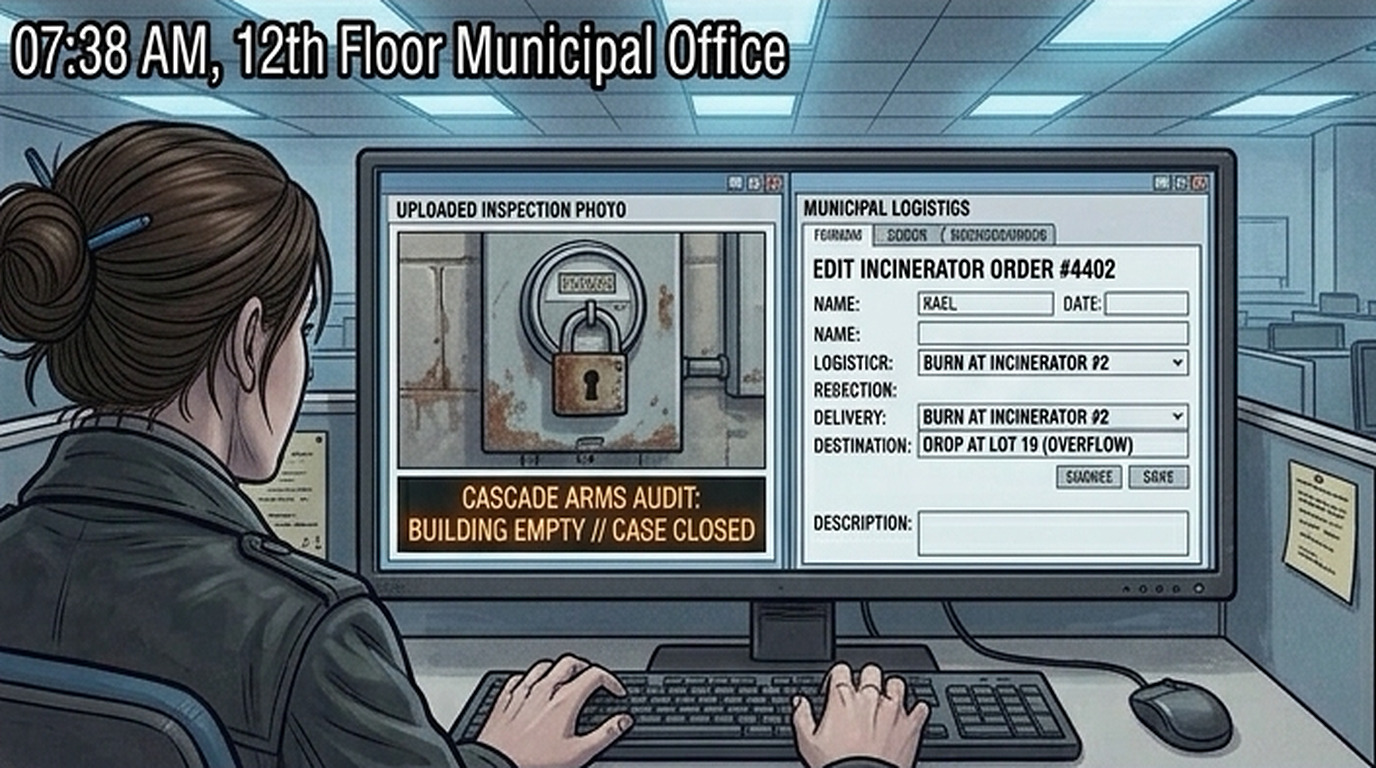 07:38 AM, 12th Floor Municipal Office
UPLOADED INSPECTION PHOTO
CASCADE ARMS AUDIT:
BUILDING EMPTY // CASE CLOSED
MUNICIPAL LOGISTICS
EDIT INCINERATOR ORDER #4402
NAME: KAEL DATE:
NAME:
LOGISTICR: BURN AT INCINERATOR #2
RESECTION:
DELIVERY: BURN AT INCINERATOR #2
DESTINATION: DROP AT LOT 19 (OVERFLOW)
DESCRIPTION: